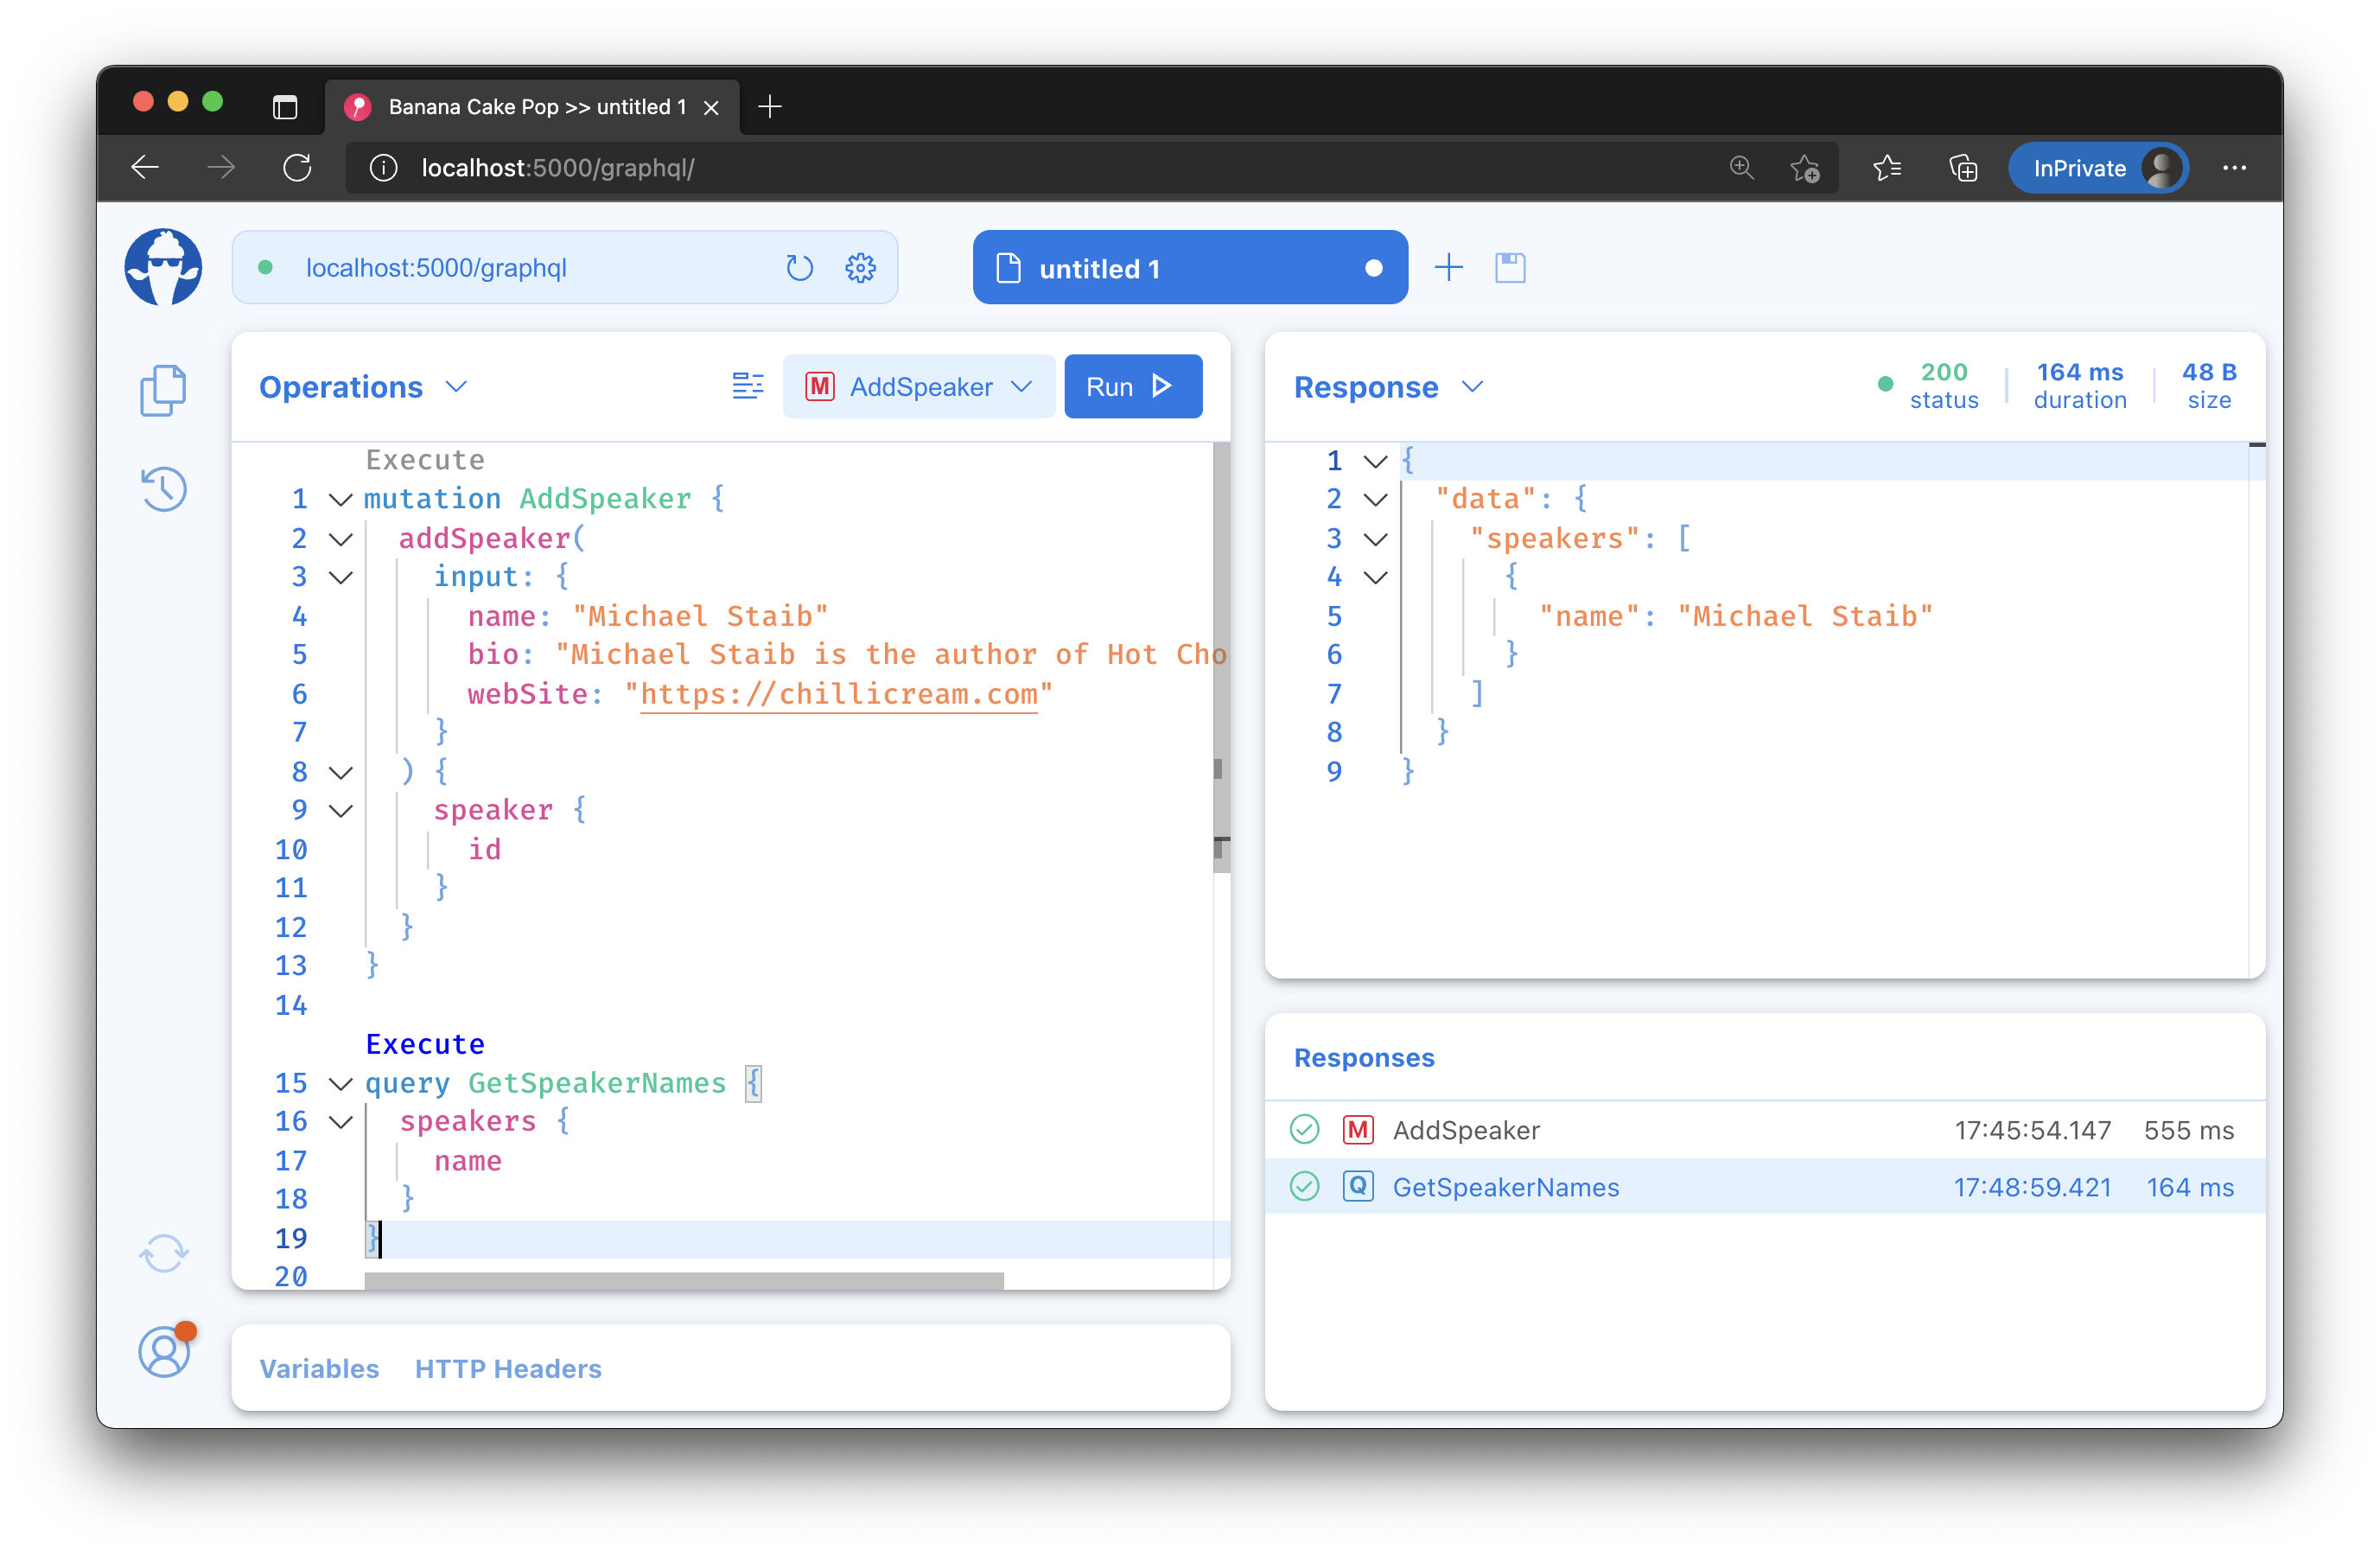 Banana Cake Pop >> untitled 1
localhost:5000/graphql/
InPrivate
localhost:5000/graphql
untitled 1
Operations
M AddSpeaker
Run
Execute
1 mutation AddSpeaker {
2 addSpeaker(
3 input: {
4 name: "Michael Staib"
5 bio: "Michael Staib is the author of Hot Cho
6 webSite: "https://chillicream.com"
7 }
8 ) {
9 speaker {
10 id
11 }
12 }
13 }
14
Execute
15 query GetSpeakerNames {
16 speakers {
17 name
18 }
19 }
20
Variables HTTP Headers
Response
200 164 ms 48 B
status duration size
1 {
2 "data": {
3 "speakers": [
4 {
5 "name": "Michael Staib"
6 }
7 ]
8 }
9 }
Responses
M AddSpeaker 17:45:54.147 555 ms
Q GetSpeakerNames 17:48:59.421 164 ms